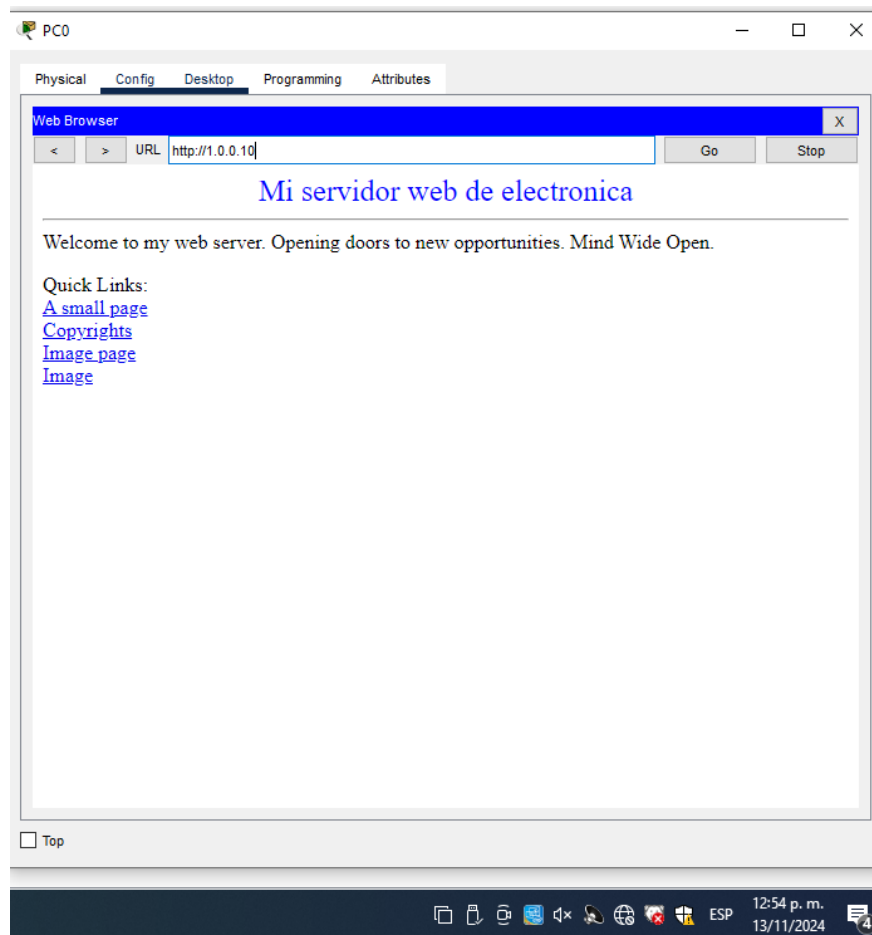 PC0
Physical Config Desktop Programming Attributes
Web Browser X
< > URL http://1.0.0.10 Go Stop
Mi servidor web de electronica
Welcome to my web server. Opening doors to new opportunities. Mind Wide Open.
Quick Links:
A small page
Copyrights
Image page
Image
Top
ESP 12:54 p. m.
13/11/2024 4